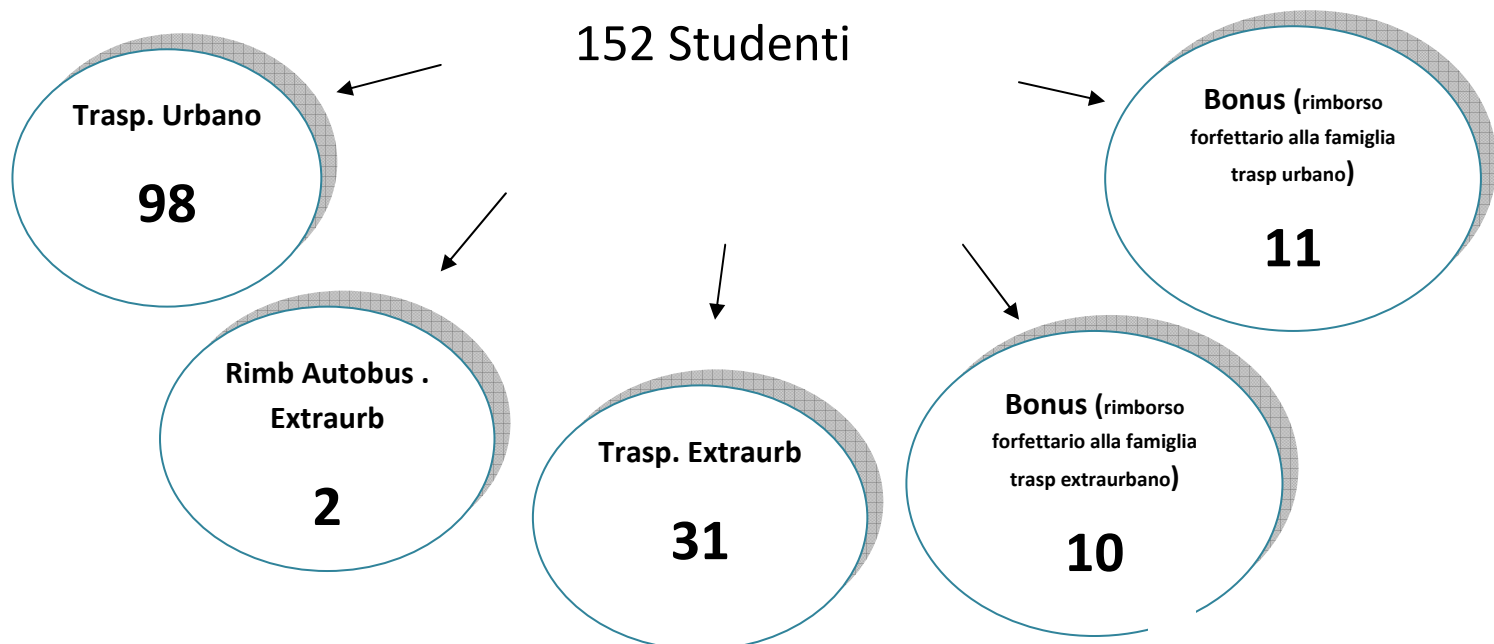 152 Studenti
Trasp. Urbano
98
Rimb Autobus .
Extraurb
2
Trasp. Extraurb
31
Bonus (rimborso
forfettario alla famiglia
trasp extraurbano)
10
Bonus (rimborso
forfettario alla famiglia
trasp urbano)
11